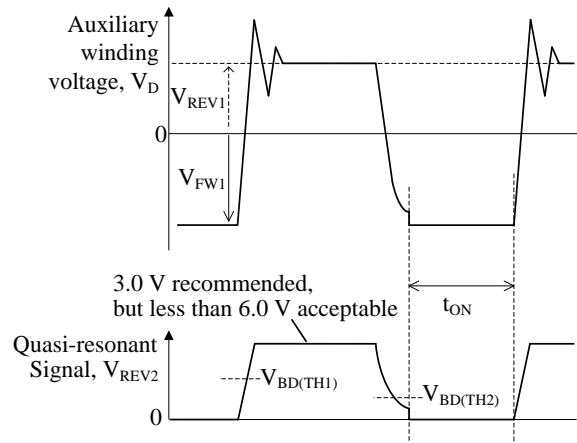 Auxiliary
winding
voltage, V_D
V_REV1
0
V_FW1
3.0 V recommended,
but less than 6.0 V acceptable
t_ON
Quasi-resonant
Signal, V_REV2
V_BD(TH1)
V_BD(TH2)
0